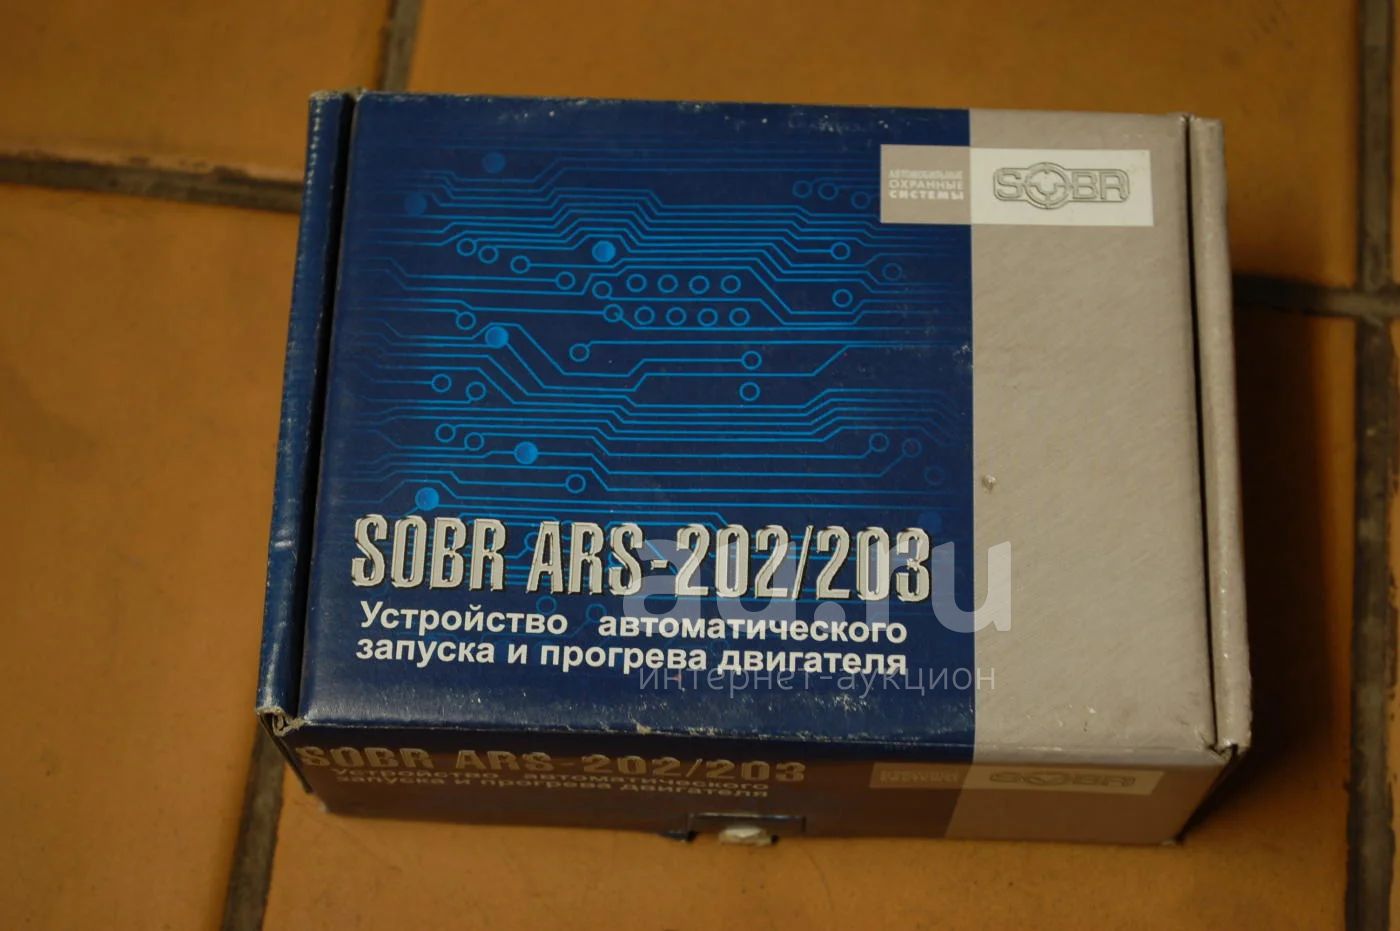 АВТОМОБИЛЬНЫЕ
ОХРАННЫЕ
СИСТЕМЫ
SOBR
SOBR ARS-202/203
Устройство автоматического
запуска и прогрева двигателя
au.ru
интернет-аукцион
SOBR ARS-202/203
Устройство автоматического
запуска и прогрева двигателя
SOBR